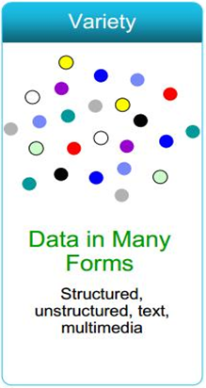 Variety
Data in Many
Forms
Structured,
unstructured, text,
multimedia